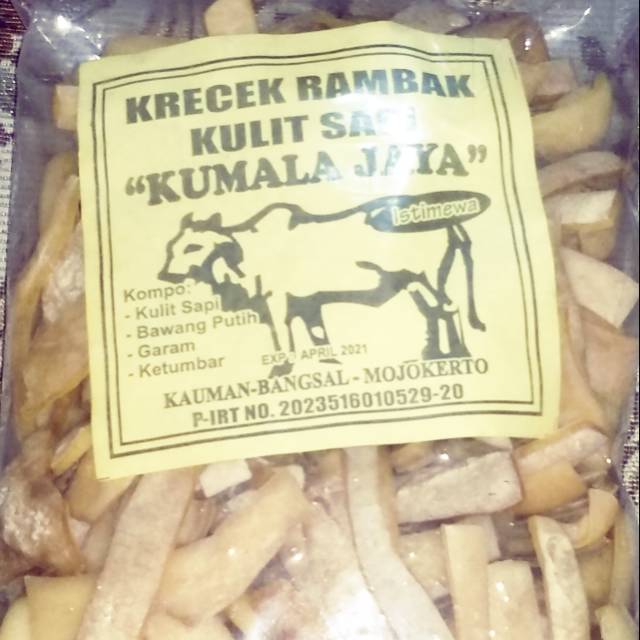 KRECEK RAMBAK
KULIT SAPI
“KUMALA JAYA”
Istimewa
Kompo:
- Kulit Sapi
- Bawang Putih
- Garam
- Ketumbar
EXP. 1 APRIL 2021
KAUMAN-BANGSAL - MOJOKERTO
P-IRT NO. 2023516010529-20